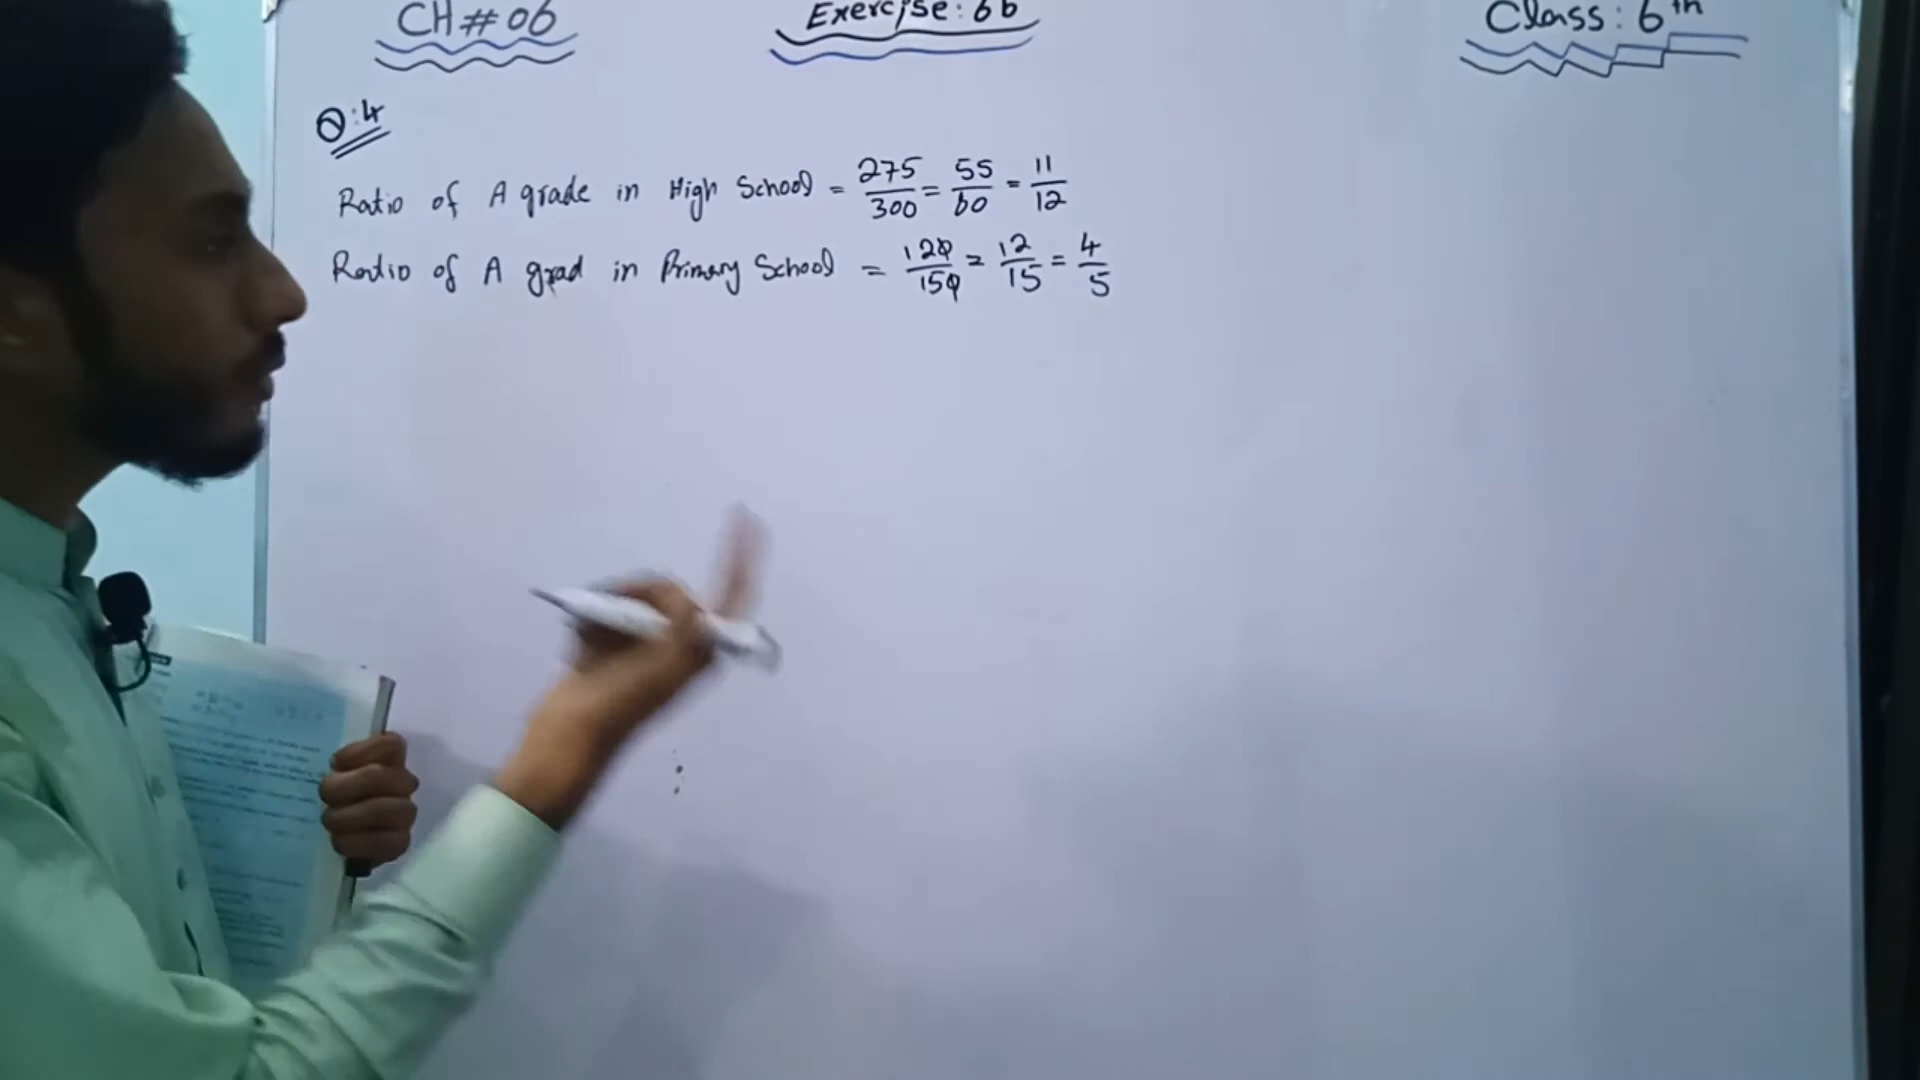 CH # 06
Exercise: 6b
Class: 6th
Q:4
Ratio of A grade in High School = 275/300 = 55/60 = 11/12
Ratio of A grad in Primary School = 120/150 = 12/15 = 4/5